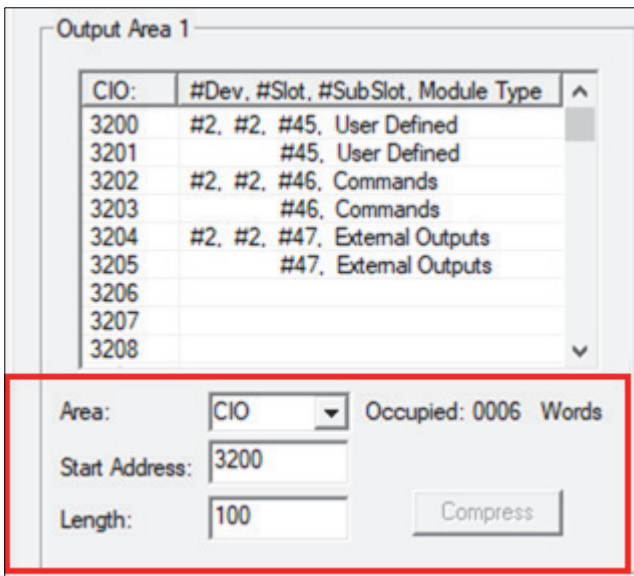 Output Area 1
CIO: #Dev, #Slot, #SubSlot, Module Type
3200 #2, #2, #45, User Defined
3201 #45, User Defined
3202 #2, #2, #46, Commands
3203 #46, Commands
3204 #2, #2, #47, External Outputs
3205 #47, External Outputs
3206
3207
3208
Area: CIO Occupied: 0006 Words
Start Address: 3200
Length: 100 Compress